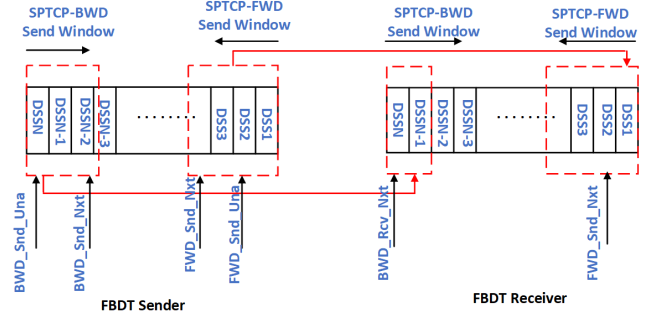 SPTCP-BWD
Send Window
SPTCP-FWD
Send Window
SPTCP-BWD
Send Window
SPTCP-FWD
Send Window
DSSN
DSSN-1
DSSN-2
DSSN-3
........
DSS3
DSS2
DSS1
DSSN
DSSN-1
DSSN-2
DSSN-3
........
DSS3
DSS2
DSS1
BWD_Snd_Una
BWD_Snd_Nxt
FWD_Snd_Nxt
FWD_Snd_Una
BWD_Rcv_Nxt
FWD_Snd_Nxt
FBDT Sender
FBDT Receiver